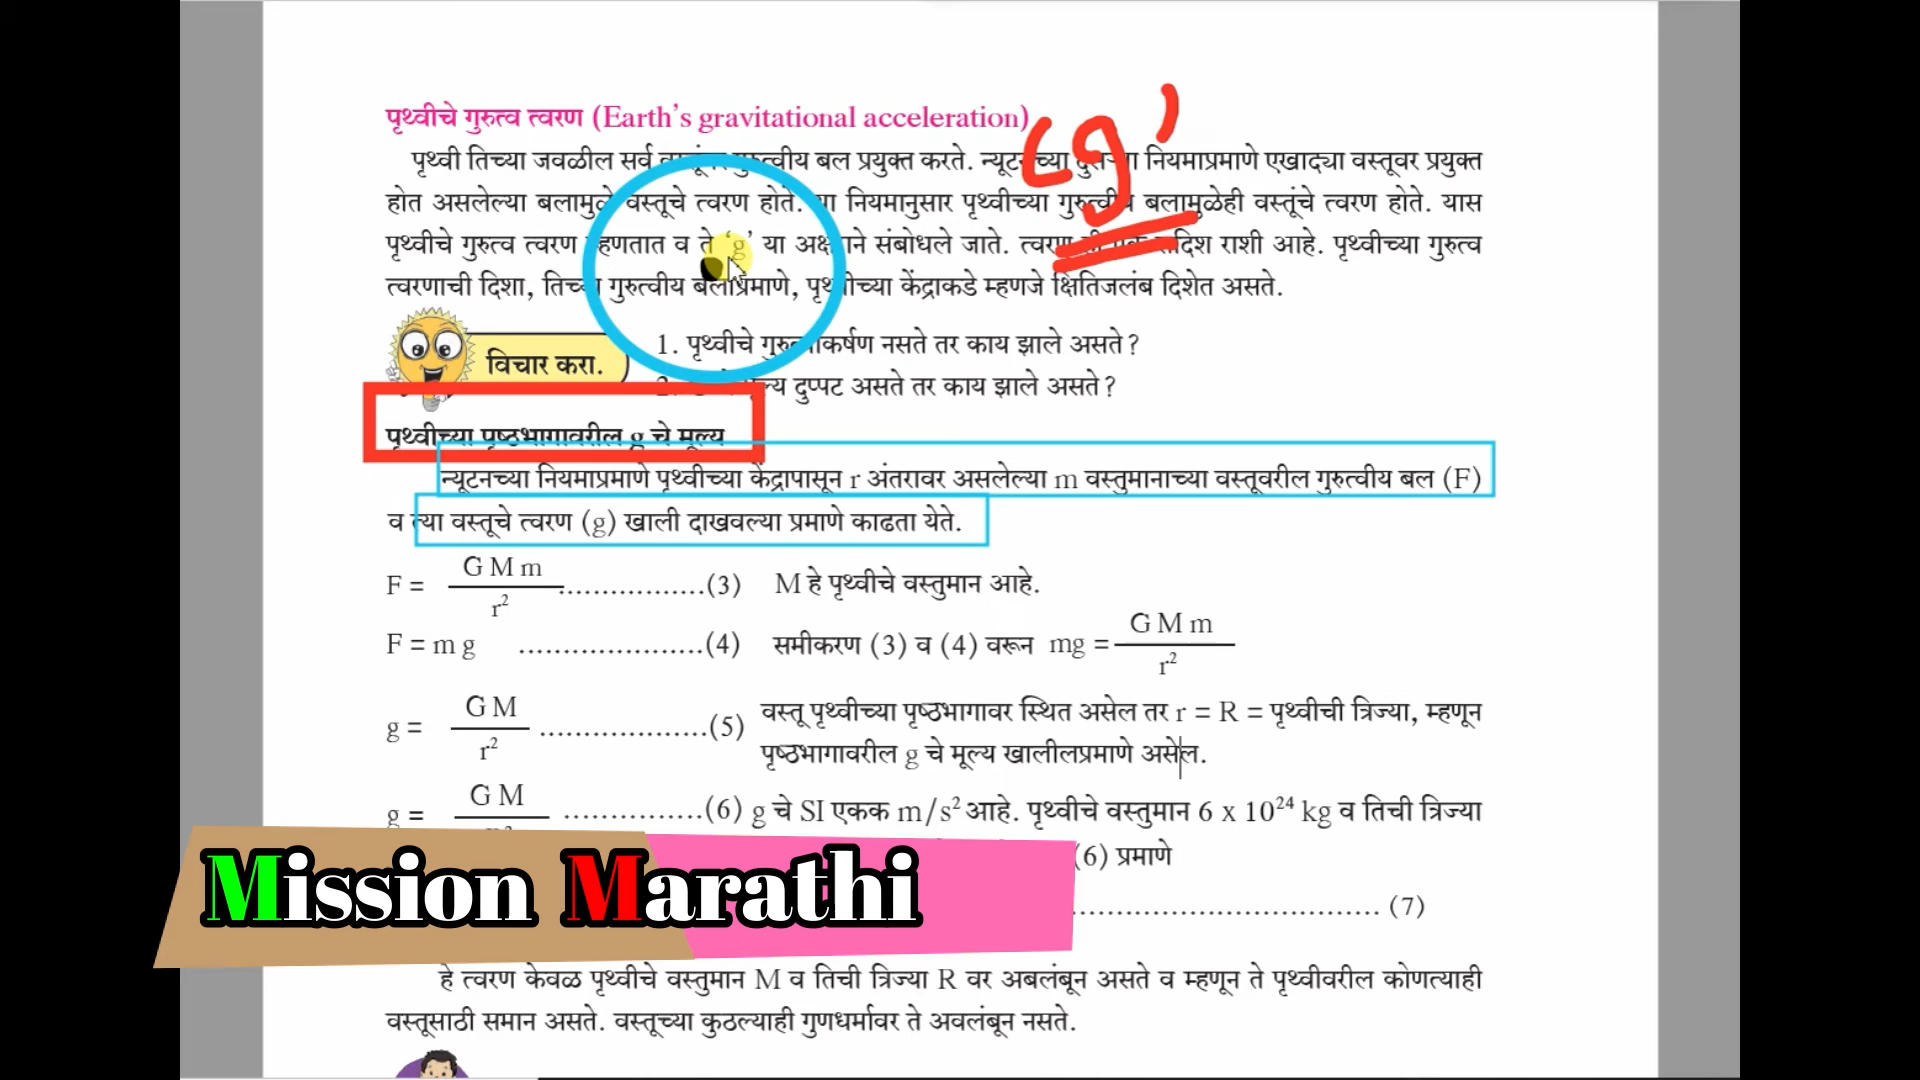 पृथ्वीचे गुरुत्व त्वरण (Earth's gravitational acceleration)
‘g’
पृथ्वी तिच्या जवळील सर्व वस्तूंवर गुरुत्वीय बल प्रयुक्त करते. न्यूटनच्या दुसऱ्या नियमाप्रमाणे एखाद्या वस्तूवर प्रयुक्त
होत असलेल्या बलामुळे वस्तूचे त्वरण होते. या नियमानुसार पृथ्वीच्या गुरुत्वीय बलामुळेही वस्तूंचे त्वरण होते. यास
पृथ्वीचे गुरुत्व त्वरण म्हणतात व ते ‘g’ या अक्षराने संबोधले जाते. त्वरण ही एक सदिश राशी आहे. पृथ्वीच्या गुरुत्व
त्वरणाची दिशा, तिच्या गुरुत्वीय बलाप्रमाणे, पृथ्वीच्या केंद्राकडे म्हणजे क्षितिजलंब दिशेत असते.
विचार करा.
1. पृथ्वीचे गुरुत्वाकर्षण नसते तर काय झाले असते?
2. मूल्य दुप्पट असते तर काय झाले असते?
पृथ्वीच्या पृष्ठभागावरील g चे मूल्य
न्यूटनच्या नियमाप्रमाणे पृथ्वीच्या केंद्रापासून r अंतरावर असलेल्या m वस्तुमानाच्या वस्तूवरील गुरुत्वीय बल (F)
व त्या वस्तूचे त्वरण (g) खाली दाखवल्या प्रमाणे काढता येते.
F = G M m / r² ................(3) M हे पृथ्वीचे वस्तुमान आहे.
F = m g .....................(4) समीकरण (3) व (4) वरून mg = G M m / r²
g = G M / r² ...................(5) वस्तू पृथ्वीच्या पृष्ठभागावर स्थित असेल तर r = R = पृथ्वीची त्रिज्या, म्हणून
पृष्ठभागावरील g चे मूल्य खालीलप्रमाणे असेल.
g = G M ................(6) g चे SI एकक m/s² आहे. पृथ्वीचे वस्तुमान 6 x 10²⁴ kg व तिची त्रिज्या
(6) प्रमाणे
Mission Marathi
................................... (7)
हे त्वरण केवळ पृथ्वीचे वस्तुमान M व तिची त्रिज्या R वर अबलंबून असते व म्हणून ते पृथ्वीवरील कोणत्याही
वस्तूसाठी समान असते. वस्तूच्या कुठल्याही गुणधर्मावर ते अवलंबून नसते.